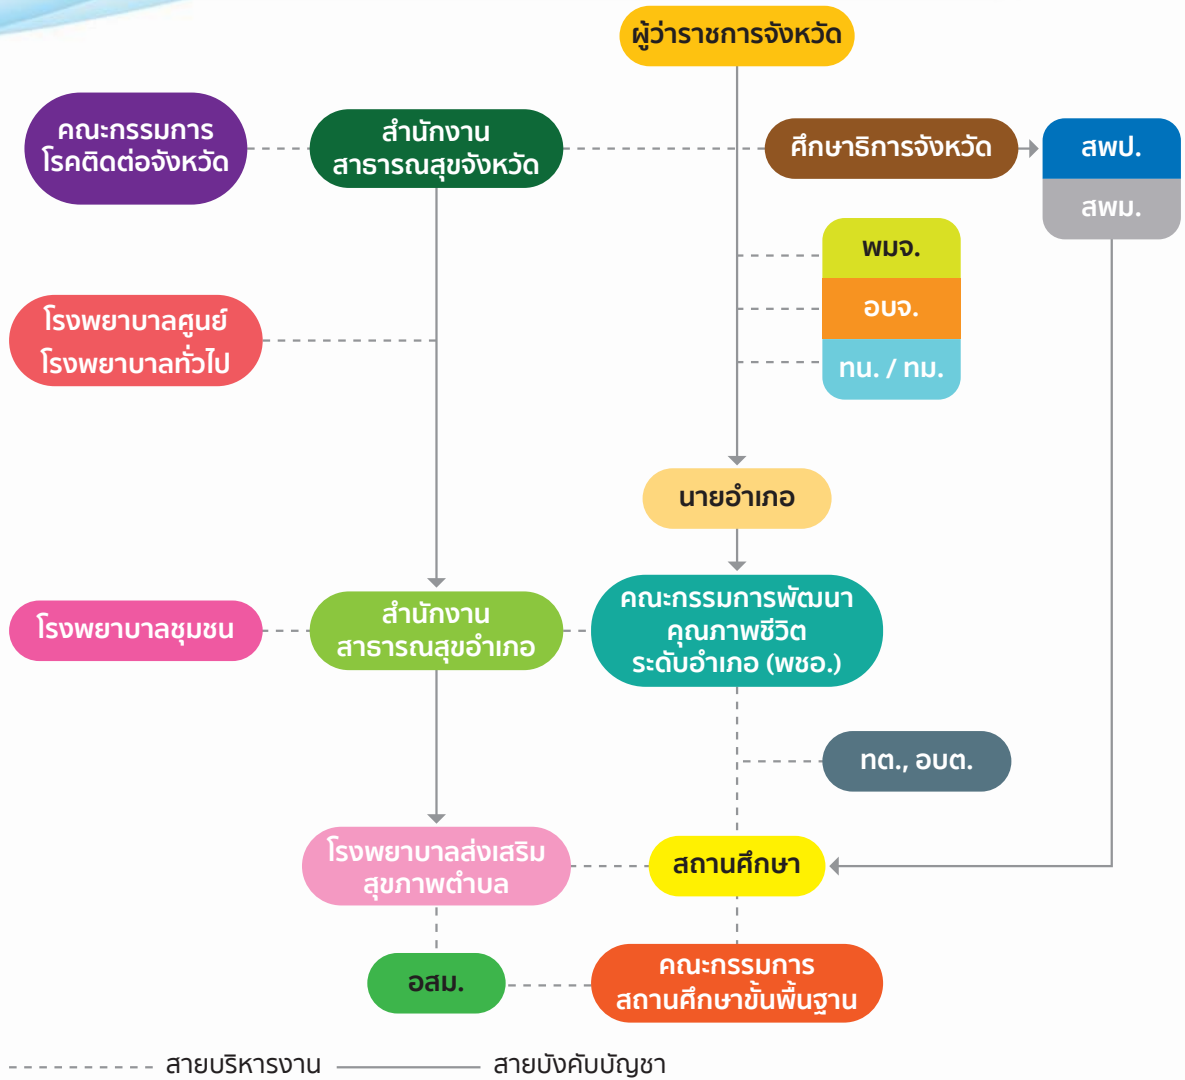 ผู้ว่าราชการจังหวัด
คณะกรรมการ
โรคติดต่อจังหวัด
สำนักงาน
สาธารณสุขจังหวัด
ศึกษาธิการจังหวัด
สพป.
สพม.
พมจ.
อบจ.
ทน. / ทม.
โรงพยาบาลศูนย์
โรงพยาบาลทั่วไป
นายอำเภอ
โรงพยาบาลชุมชน
สำนักงาน
สาธารณสุขอำเภอ
คณะกรรมการพัฒนา
คุณภาพชีวิต
ระดับอำเภอ (พชอ.)
ทต., อบต.
โรงพยาบาลส่งเสริม
สุขภาพตำบล
สถานศึกษา
อสม.
คณะกรรมการ
สถานศึกษาขั้นพื้นฐาน
สายบริหารงาน
สายบังคับบัญชา